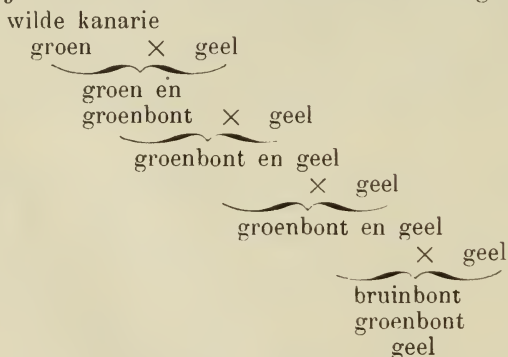 wilde kanarie
groen × geel
groen en
groenbont × geel
groenbont en geel
× geel
groenbont en geel
× geel
bruinbont
groenbont
geel